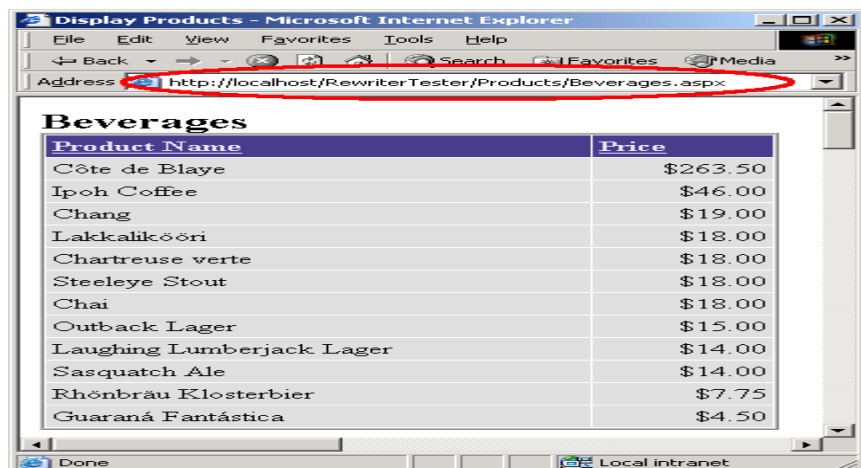 Display Products - Microsoft Internet Explorer
File Edit View Favorites Tools Help
Back Search Favorites Media »
Address http://localhost/RewriterTester/Products/Beverages.aspx
Beverages
Product Name Price
Côte de Blaye $263.50
Ipoh Coffee $46.00
Chang $19.00
Lakkalikööri $18.00
Chartreuse verte $18.00
Steeleye Stout $18.00
Chai $18.00
Outback Lager $15.00
Laughing Lumberjack Lager $14.00
Sasquatch Ale $14.00
Rhönbräu Klosterbier $7.75
Guaraná Fantástica $4.50
Done Local intranet